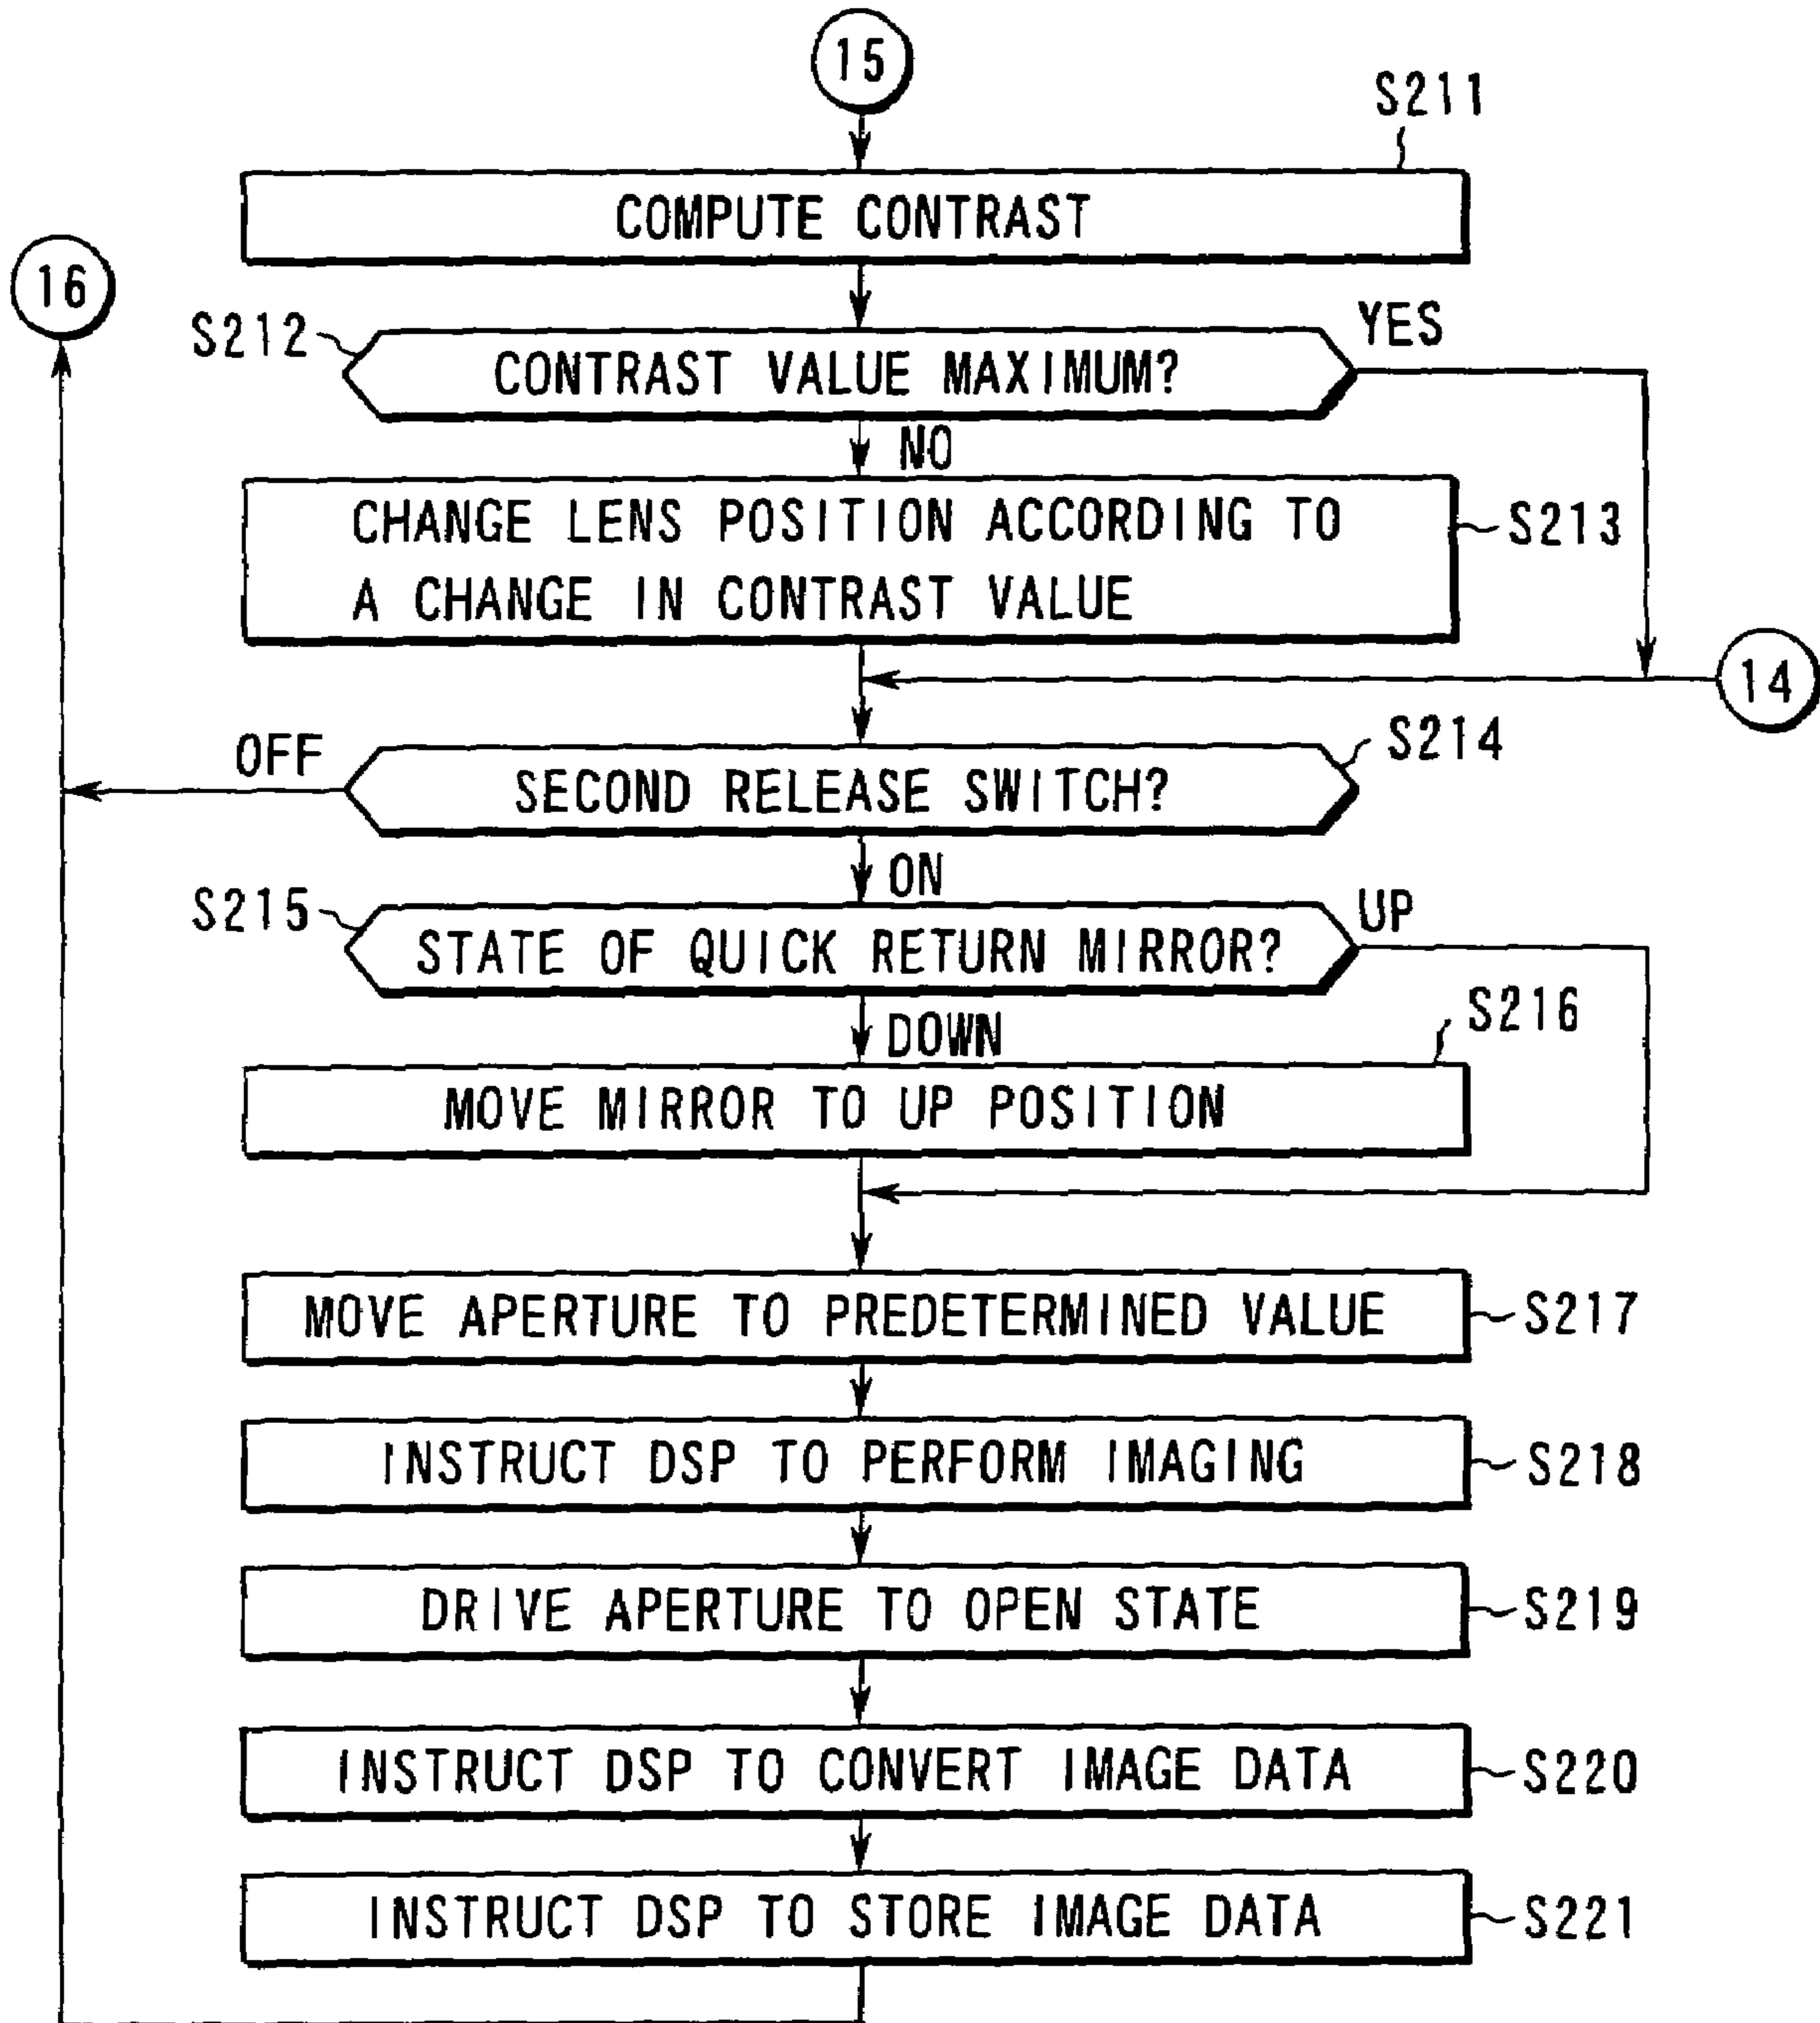 15
S211
COMPUTE CONTRAST
16
S212
YES
CONTRAST VALUE MAXIMUM?
NO
CHANGE LENS POSITION ACCORDING TO
A CHANGE IN CONTRAST VALUE
S213
14
OFF
S214
SECOND RELEASE SWITCH?
ON
S215
UP
STATE OF QUICK RETURN MIRROR?
S216
DOWN
MOVE MIRROR TO UP POSITION
MOVE APERTURE TO PREDETERMINED VALUE
S217
INSTRUCT DSP TO PERFORM IMAGING
S218
DRIVE APERTURE TO OPEN STATE
S219
INSTRUCT DSP TO CONVERT IMAGE DATA
S220
INSTRUCT DSP TO STORE IMAGE DATA
S221